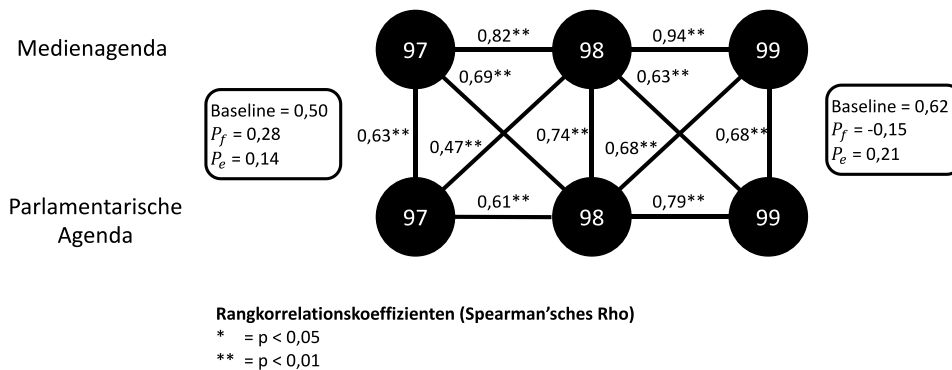 Medienagenda
97
98
99
0,82**
0,94**
0,69**
0,63**
Baseline = 0,50
P_f = 0,28
P_e = 0,14
0,63**
0,47**
0,74**
0,68**
0,68**
Baseline = 0,62
P_f = -0,15
P_e = 0,21
Parlamentarische
Agenda
97
98
99
0,61**
0,79**
Rangkorrelationskoeffizienten (Spearman’sches Rho)
* = p < 0,05
** = p < 0,01